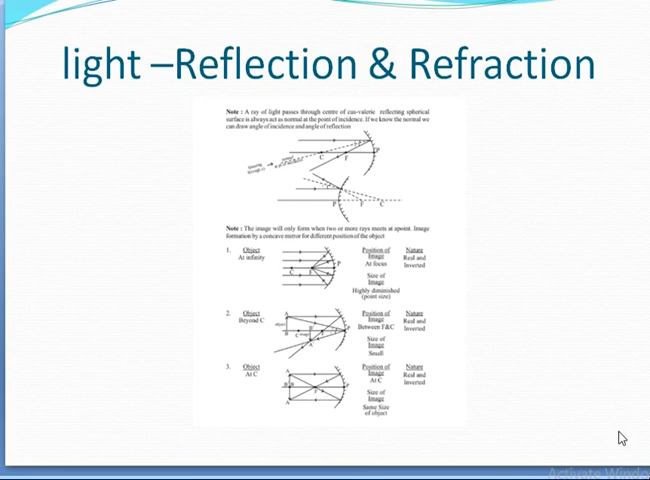 light –Reflection & Refraction
Note : A ray of light passes through centre of cus-valerie reflecting spherical
surface is always act as normal at the point of incidence. If we know the normal we
can draw angle of incidence and angle of reflection
C F P
P F C
Note : The image will only form when two or more rays meets at apoint. Image
formation by a concave mirror for different position of the object
1. Object Position of Nature
At infinity Image Real and
At focus Inverted
Size of
Image
Highly diminished
(point size)
C F P
2. Object Position of Nature
Beyond C Image Real and
Between F&C Inverted
Size of
Image
Small
3. Object Position of Nature
At C Image Real and
At C Inverted
Size of
Image
Same Size
of object
Activate Windo